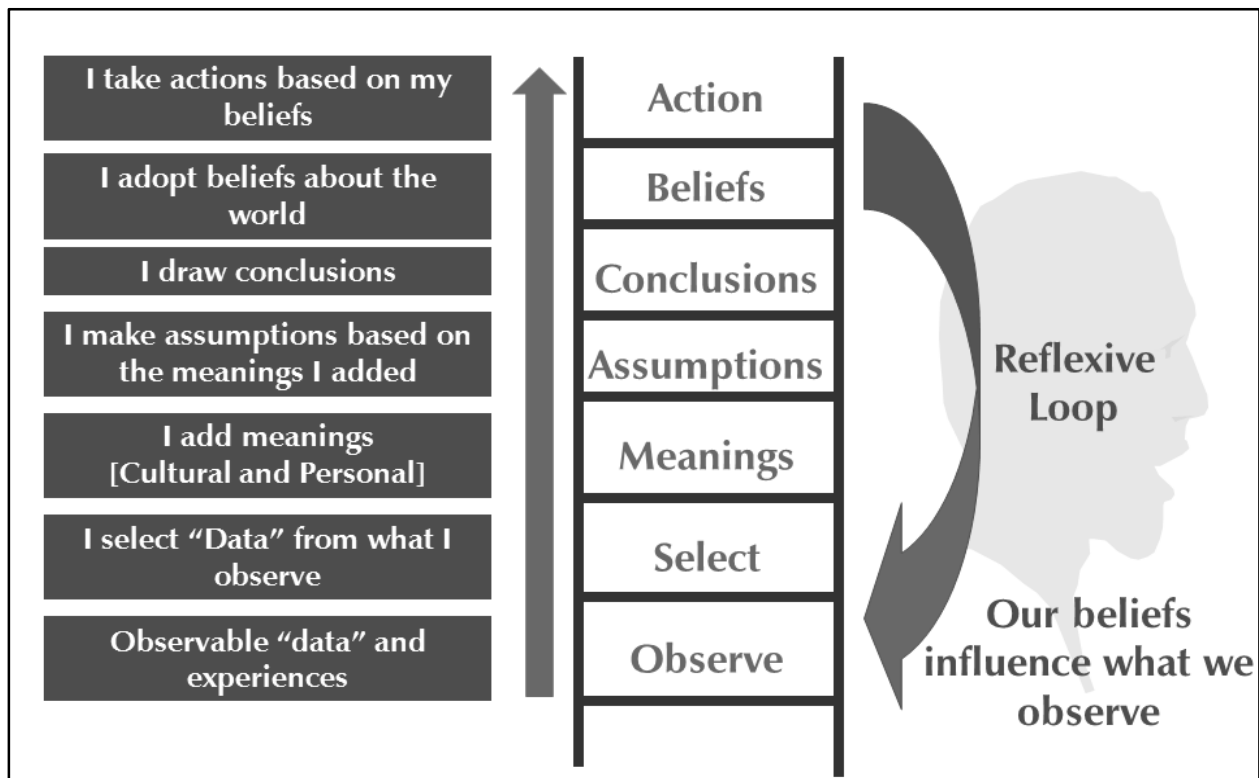 I take actions based on my
beliefs
I adopt beliefs about the
world
I draw conclusions
I make assumptions based on
the meanings I added
I add meanings
[Cultural and Personal]
I select “Data” from what I
observe
Observable “data” and
experiences
Action
Beliefs
Conclusions
Assumptions
Meanings
Select
Observe
Reflexive
Loop
Our beliefs
influence what we
observe